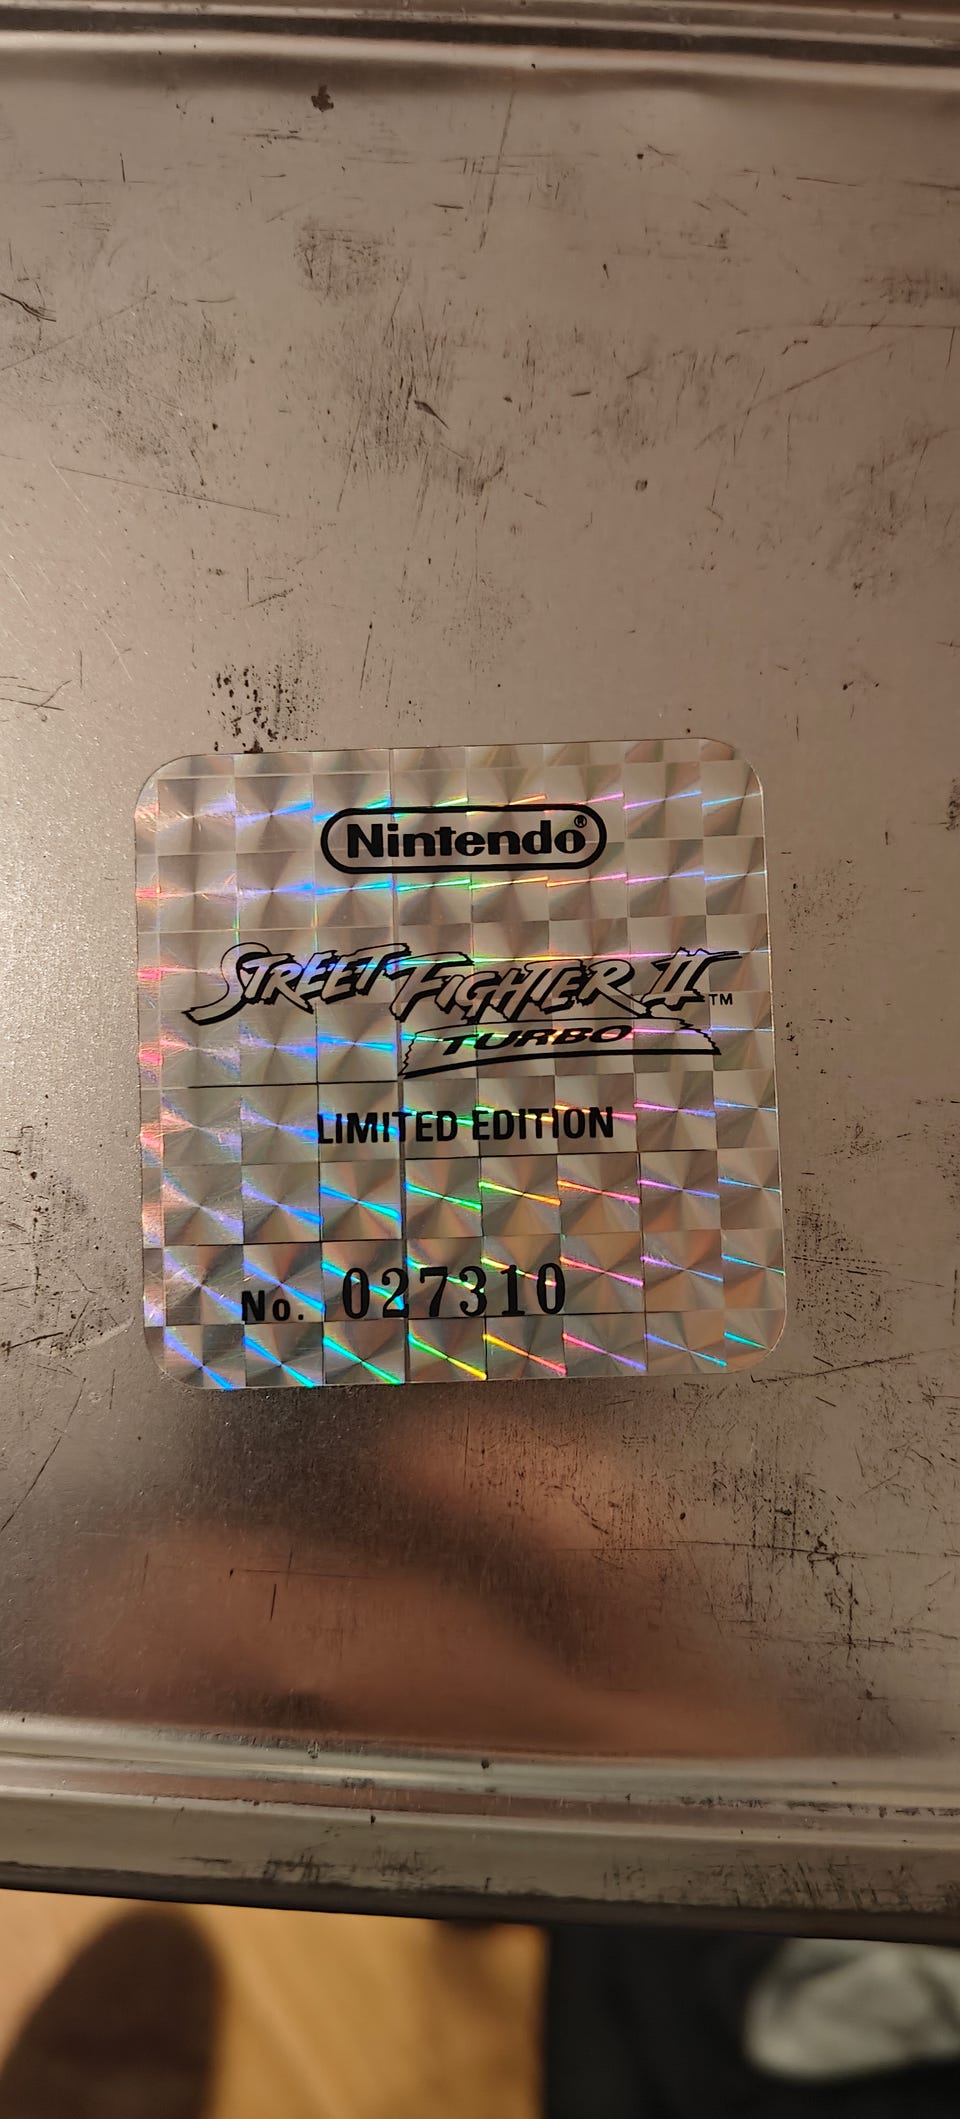 Nintendo®
STREET FIGHTER II™
TURBO
LIMITED EDITION
No. 027310